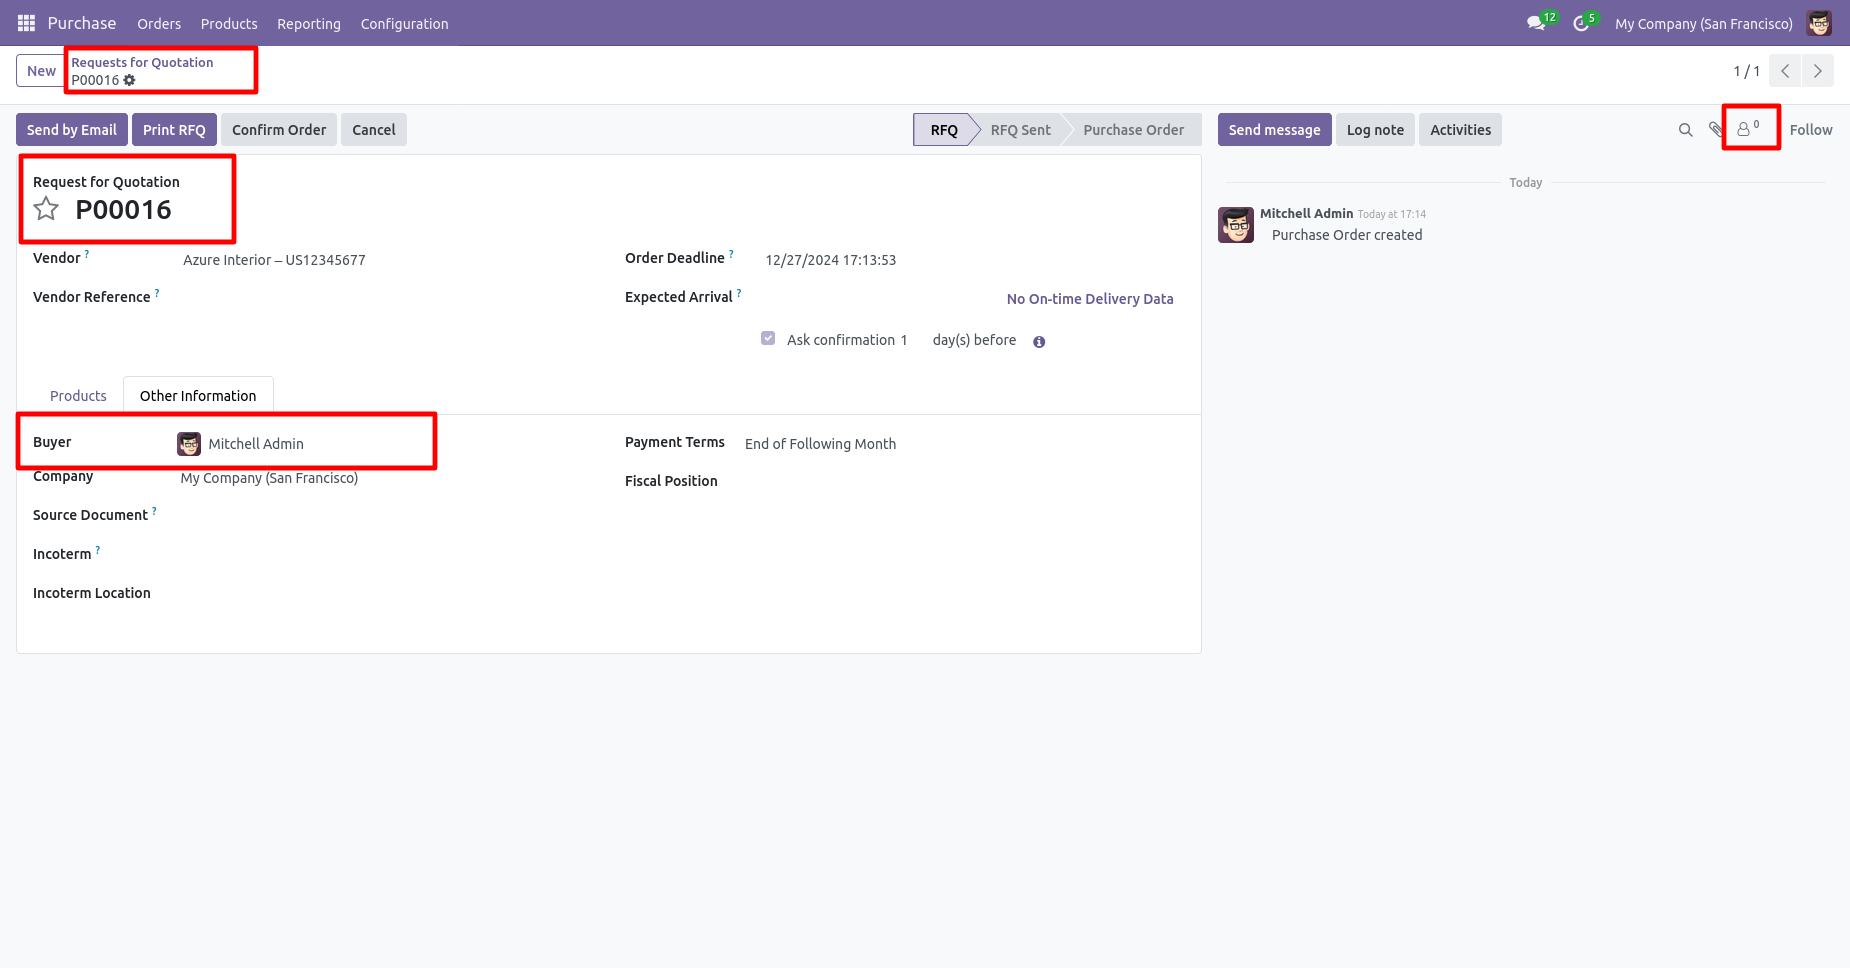 Purchase Orders Products Reporting Configuration 12 5 My Company (San Francisco)
New Requests for Quotation
P00016 1 / 1
Send by Email Print RFQ Confirm Order Cancel RFQ RFQ Sent Purchase Order Send message Log note Activities 0 Follow
Request for Quotation
P00016
Vendor ? Azure Interior – US12345677
Vendor Reference ?
Order Deadline ? 12/27/2024 17:13:53
Expected Arrival ? No On-time Delivery Data
Ask confirmation 1 day(s) before
Products Other Information
Buyer Mitchell Admin
Company My Company (San Francisco)
Source Document ?
Incoterm ?
Incoterm Location
Payment Terms End of Following Month
Fiscal Position
Today
Mitchell Admin Today at 17:14
Purchase Order created